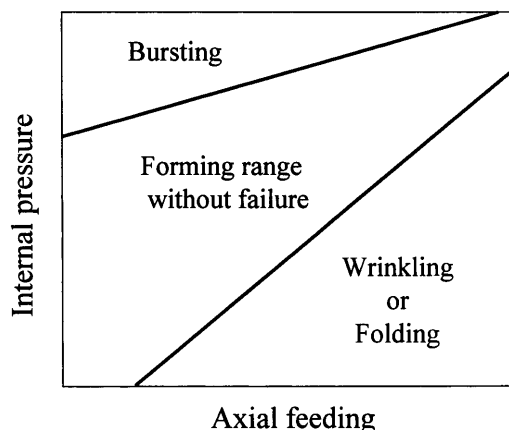 Bursting
Forming range
without failure
Wrinkling
or
Folding
Internal pressure
Axial feeding